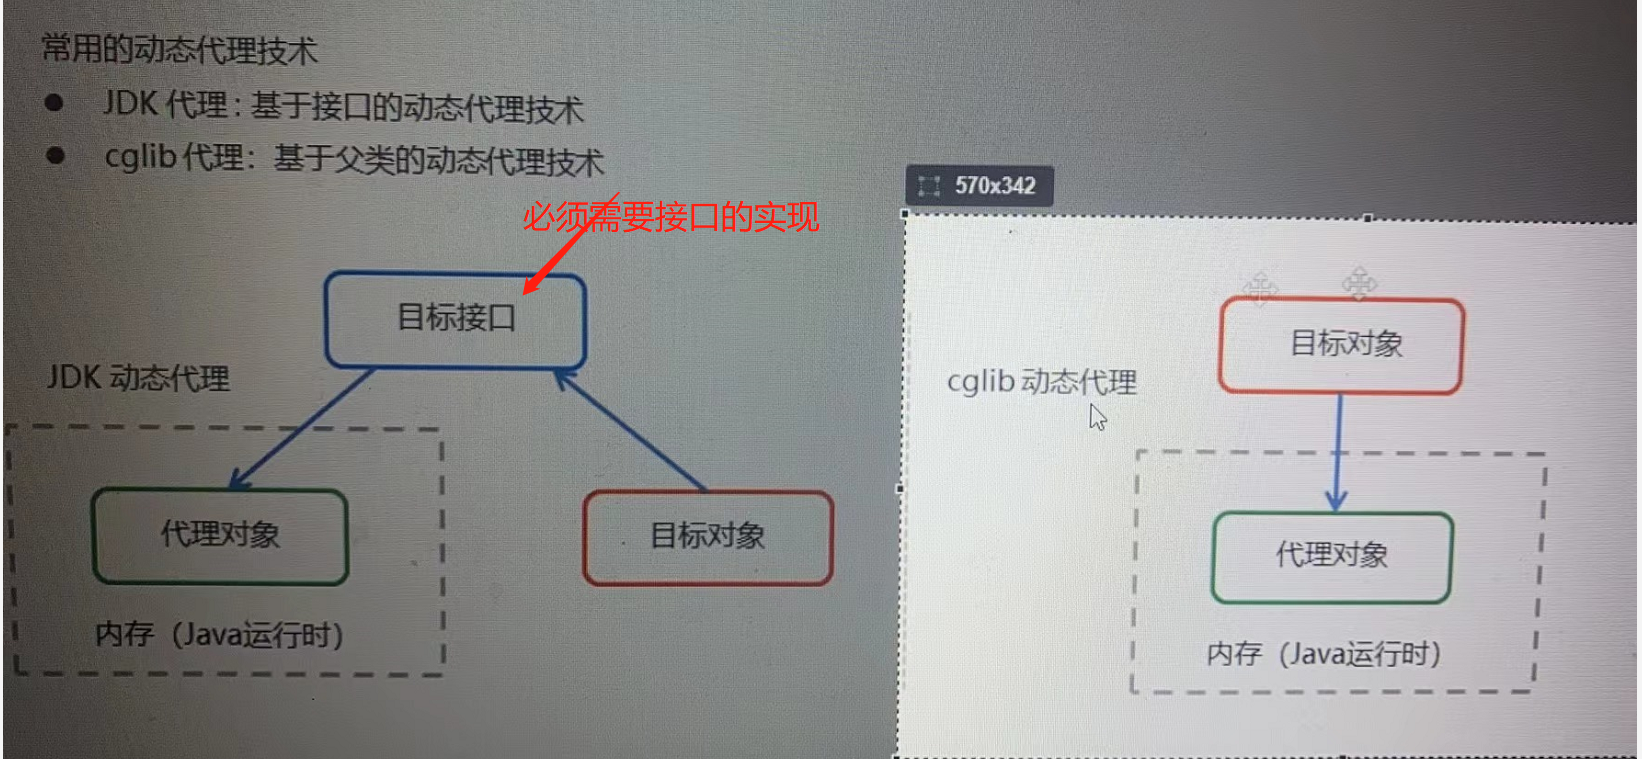 常用的动态代理技术
● JDK 代理 : 基于接口的动态代理技术
● cglib 代理：基于父类的动态代理技术
必须需要接口的实现
570x342
目标接口
JDK 动态代理
代理对象
目标对象
内存（Java运行时）
目标对象
cglib 动态代理
代理对象
内存（Java运行时）